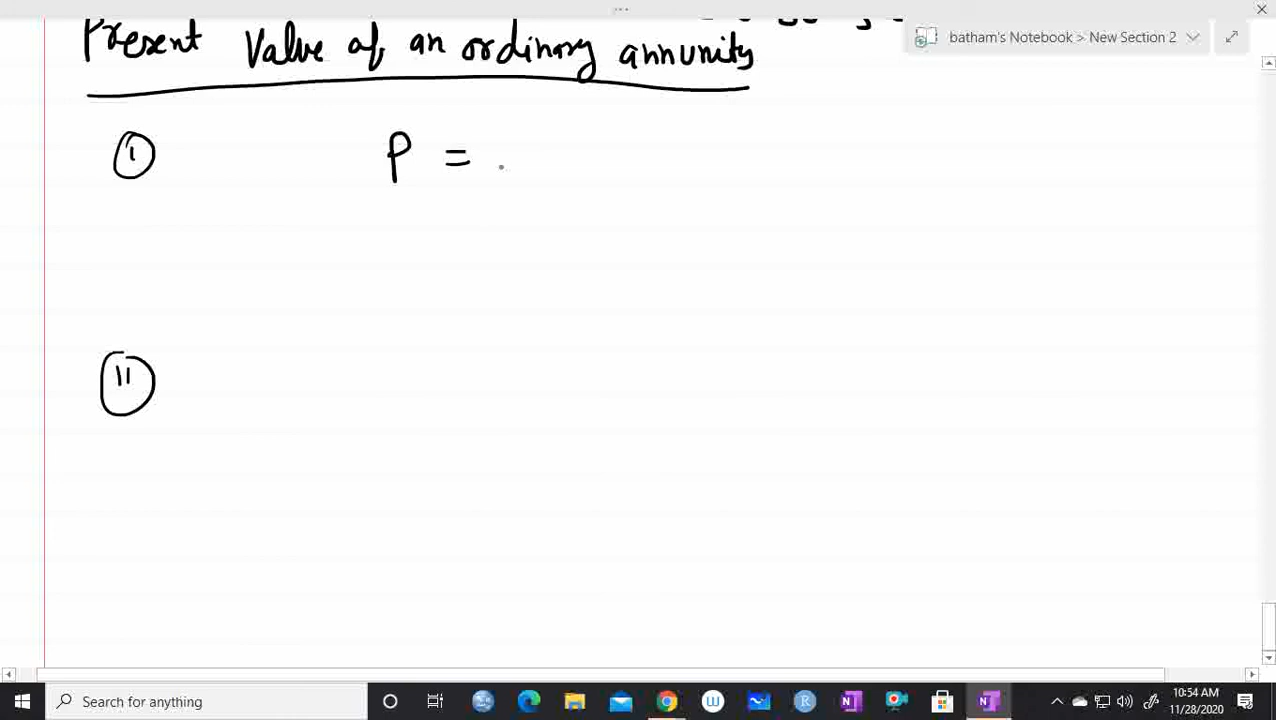 Present Value of an ordinary annunity
batham's Notebook > New Section 2
i
P = .
ii
Search for anything
10:54 AM
11/28/2020